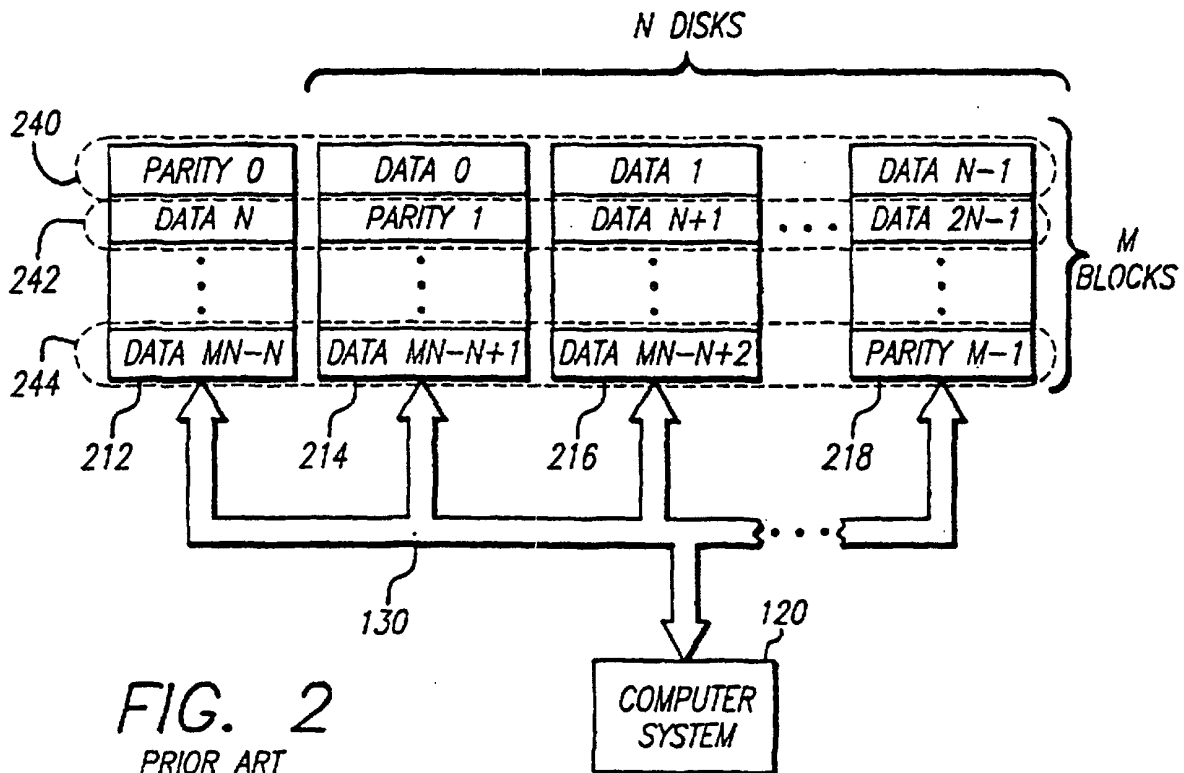 N DISKS
240
PARITY 0 DATA 0 DATA 1 DATA N-1
242
DATA N PARITY 1 DATA N+1 DATA 2N-1
M BLOCKS
244
DATA MN-N DATA MN-N+1 DATA MN-N+2 PARITY M-1
212 214 216 218
130
120
COMPUTER SYSTEM
FIG. 2
PRIOR ART